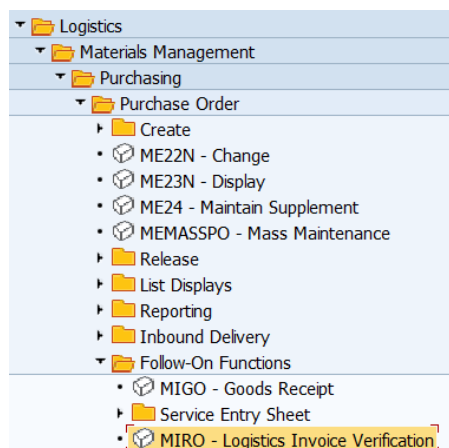 Logistics
Materials Management
Purchasing
Purchase Order
Create
ME22N - Change
ME23N - Display
ME24 - Maintain Supplement
MEMASSPO - Mass Maintenance
Release
List Displays
Reporting
Inbound Delivery
Follow-On Functions
MIGO - Goods Receipt
Service Entry Sheet
MIRO - Logistics Invoice Verification